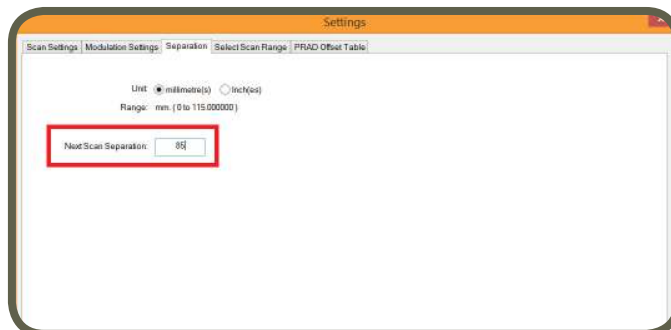 Settings
Scan Settings Modulation Settings Separation Select Scan Range PRAD Offset Table
Unit millimetre(s) Inch(es)
Range: mm. ( 0 to 115.000000 )
Next Scan Separation: 85